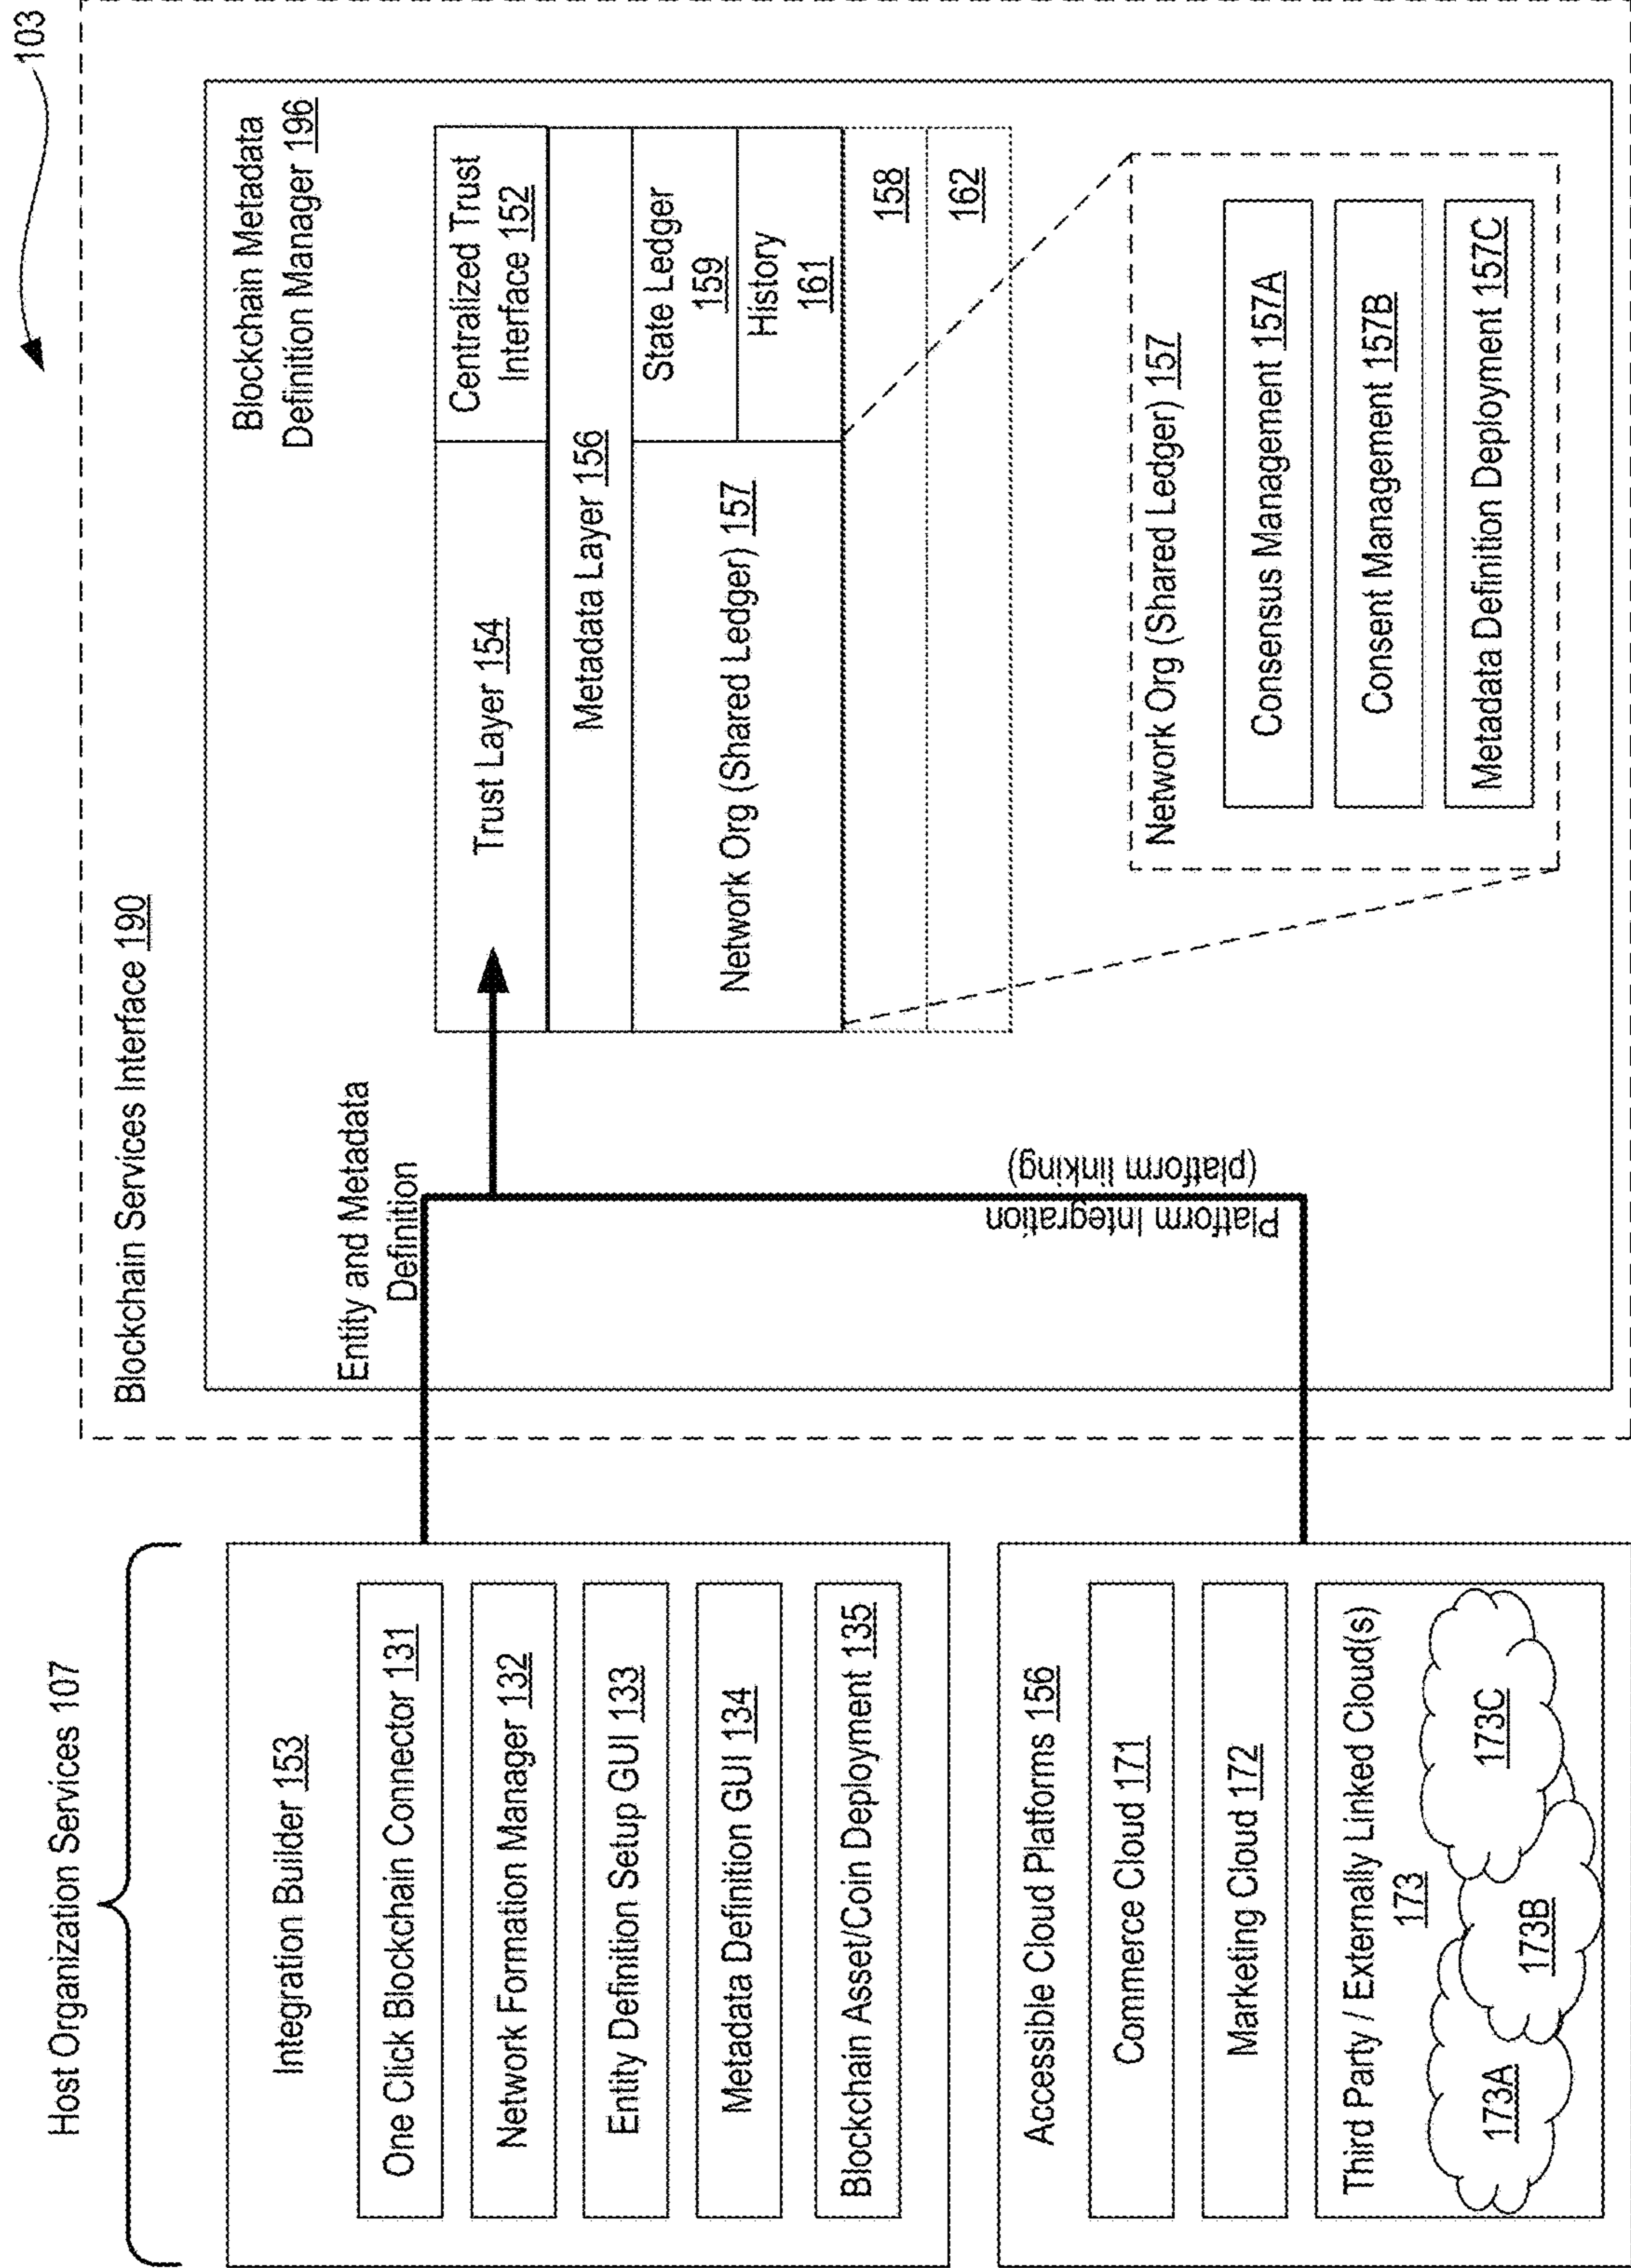 103
Host Organization Services 107
Integration Builder 153
One Click Blockchain Connector 131
Network Formation Manager 132
Entity Definition Setup GUI 133
Metadata Definition GUI 134
Blockchain Asset/Coin Deployment 135
Accessible Cloud Platforms 156
Commerce Cloud 171
Marketing Cloud 172
Third Party / Externally Linked Cloud(s)
173
173A
173B
173C
Blockchain Services Interface 190
Blockchain Metadata
Definition Manager 196
Entity and Metadata
Definition
Platform Integration
(platform linking)
Trust Layer 154
Centralized Trust
Interface 152
Metadata Layer 156
Network Org (Shared Ledger) 157
State Ledger
159
History
161
158
162
Network Org (Shared Ledger) 157
Consensus Management 157A
Consent Management 157B
Metadata Definition Deployment 157C